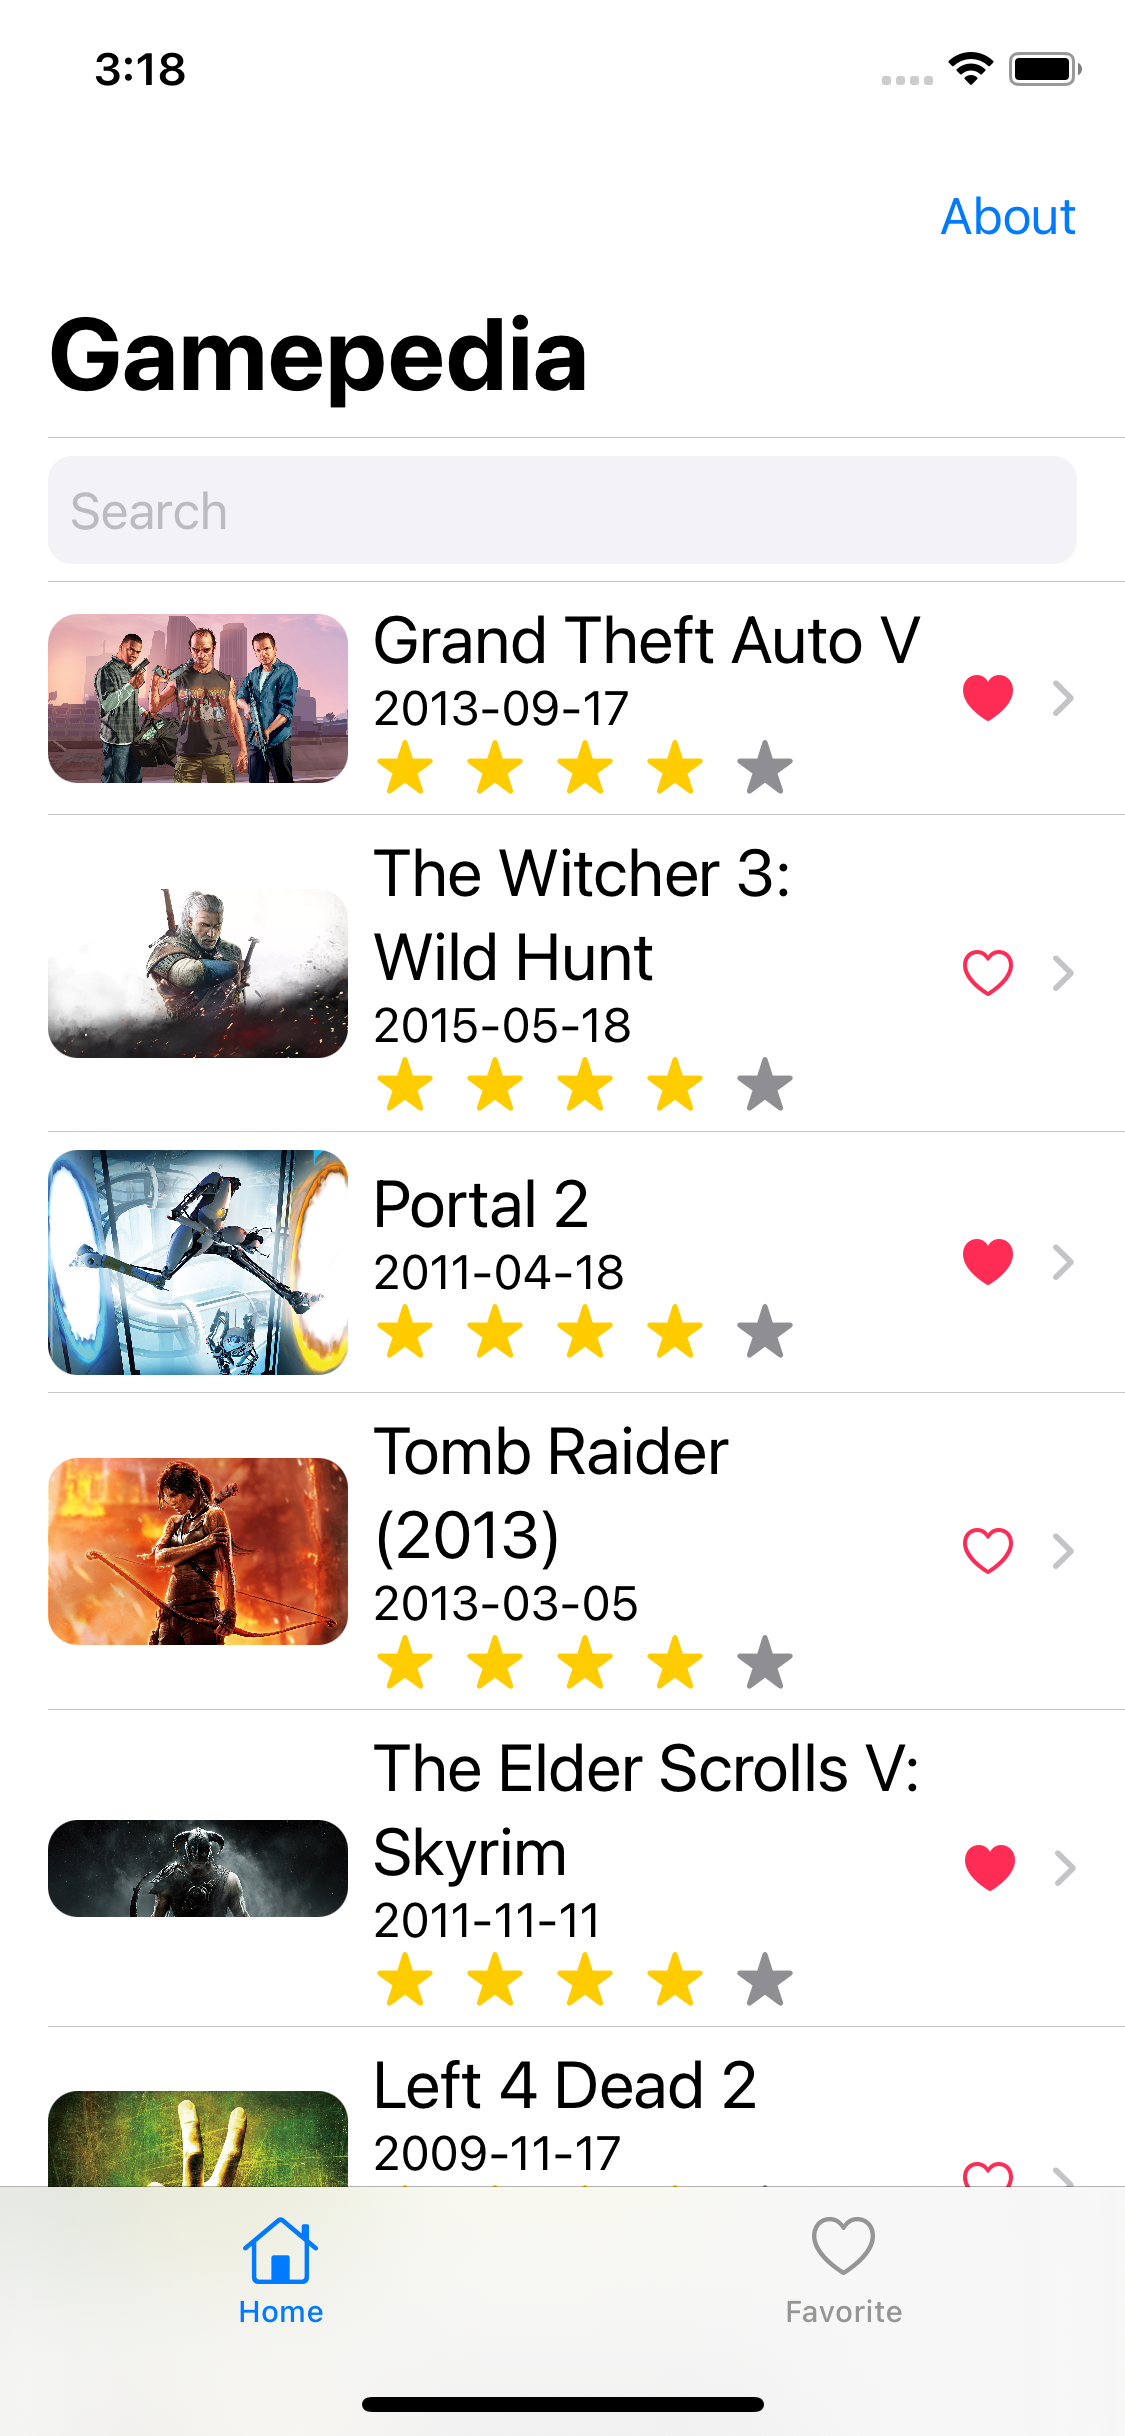 3:18
About
Gamepedia
Search
Grand Theft Auto V
2013-09-17
The Witcher 3:
Wild Hunt
2015-05-18
Portal 2
2011-04-18
Tomb Raider
(2013)
2013-03-05
The Elder Scrolls V:
Skyrim
2011-11-11
Left 4 Dead 2
2009-11-17
Home
Favorite